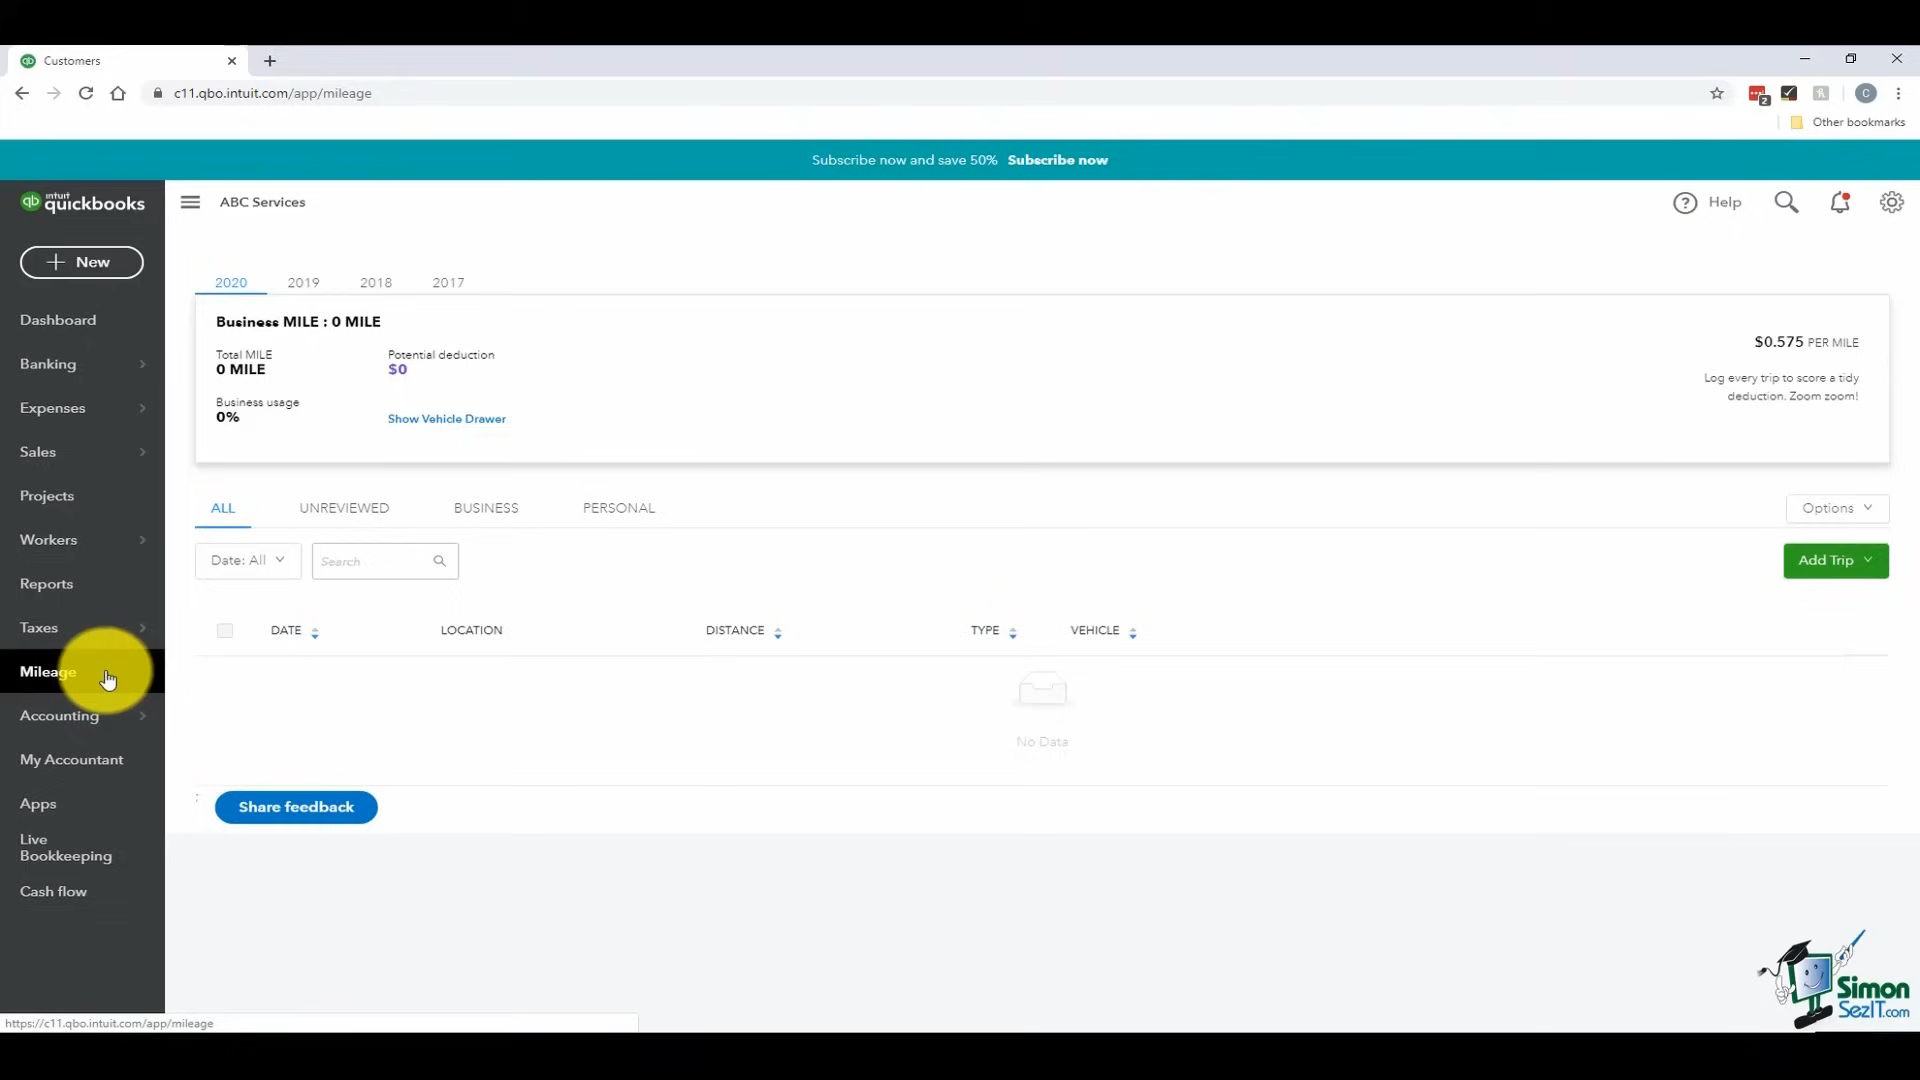 Customers
c11.qbo.intuit.com/app/mileage
2
C
Other bookmarks
Subscribe now and save 50% Subscribe now
intuit
qb quickbooks
ABC Services
? Help
New
2020 2019 2018 2017
Dashboard
Business MILE : 0 MILE
Total MILE Potential deduction
0 MILE $0
Business usage
0% Show Vehicle Drawer
$0.575 PER MILE
Log every trip to score a tidy
deduction. Zoom zoom!
Banking
Expenses
Sales
Projects
Workers
Reports
Taxes
Mileage
Accounting
My Accountant
Apps
Live
Bookkeeping
Cash flow
ALL UNREVIEWED BUSINESS PERSONAL Options
Date: All Search Add Trip
DATE LOCATION DISTANCE TYPE VEHICLE
No Data
:
Share feedback
https://c11.qbo.intuit.com/app/mileage
Simon
SezIT.com